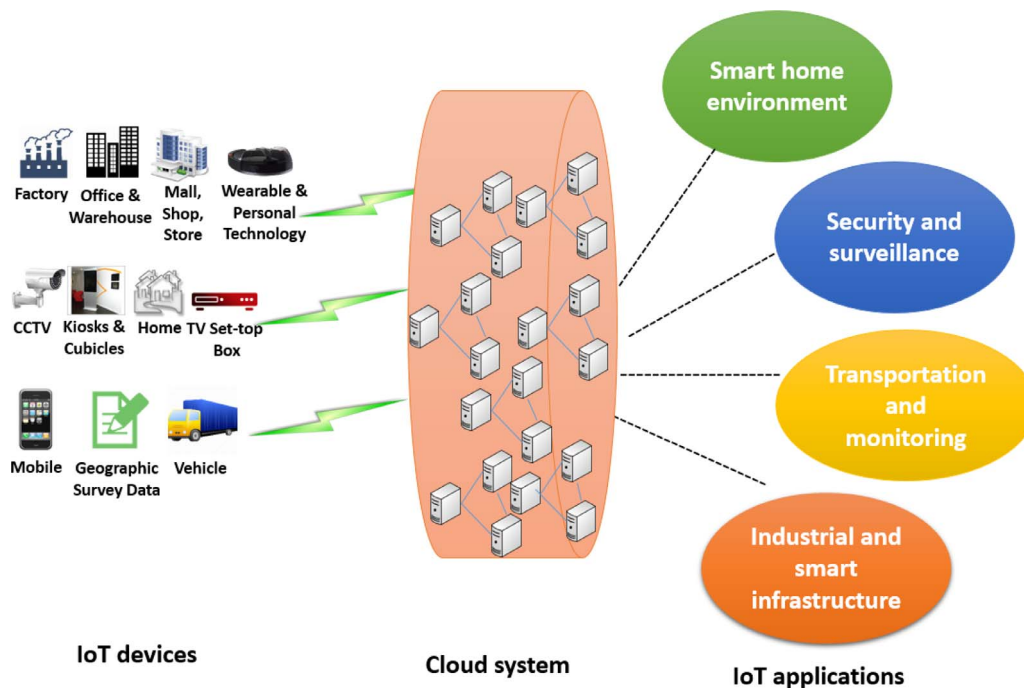 Smart home
environment
Factory
Office &
Warehouse
Mall,
Shop,
Store
Wearable &
Personal
Technology
Security and
surveillance
CCTV
Kiosks &
Cubicles
Home
TV Set-top
Box
Transportation
and
monitoring
Mobile
Geographic
Survey Data
Vehicle
Industrial and
smart
infrastructure
IoT devices
Cloud system
IoT applications